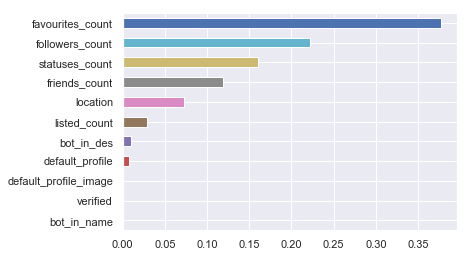 favourites_count
followers_count
statuses_count
friends_count
location
listed_count
bot_in_des
default_profile
default_profile_image
verified
bot_in_name
0.00 0.05 0.10 0.15 0.20 0.25 0.30 0.35